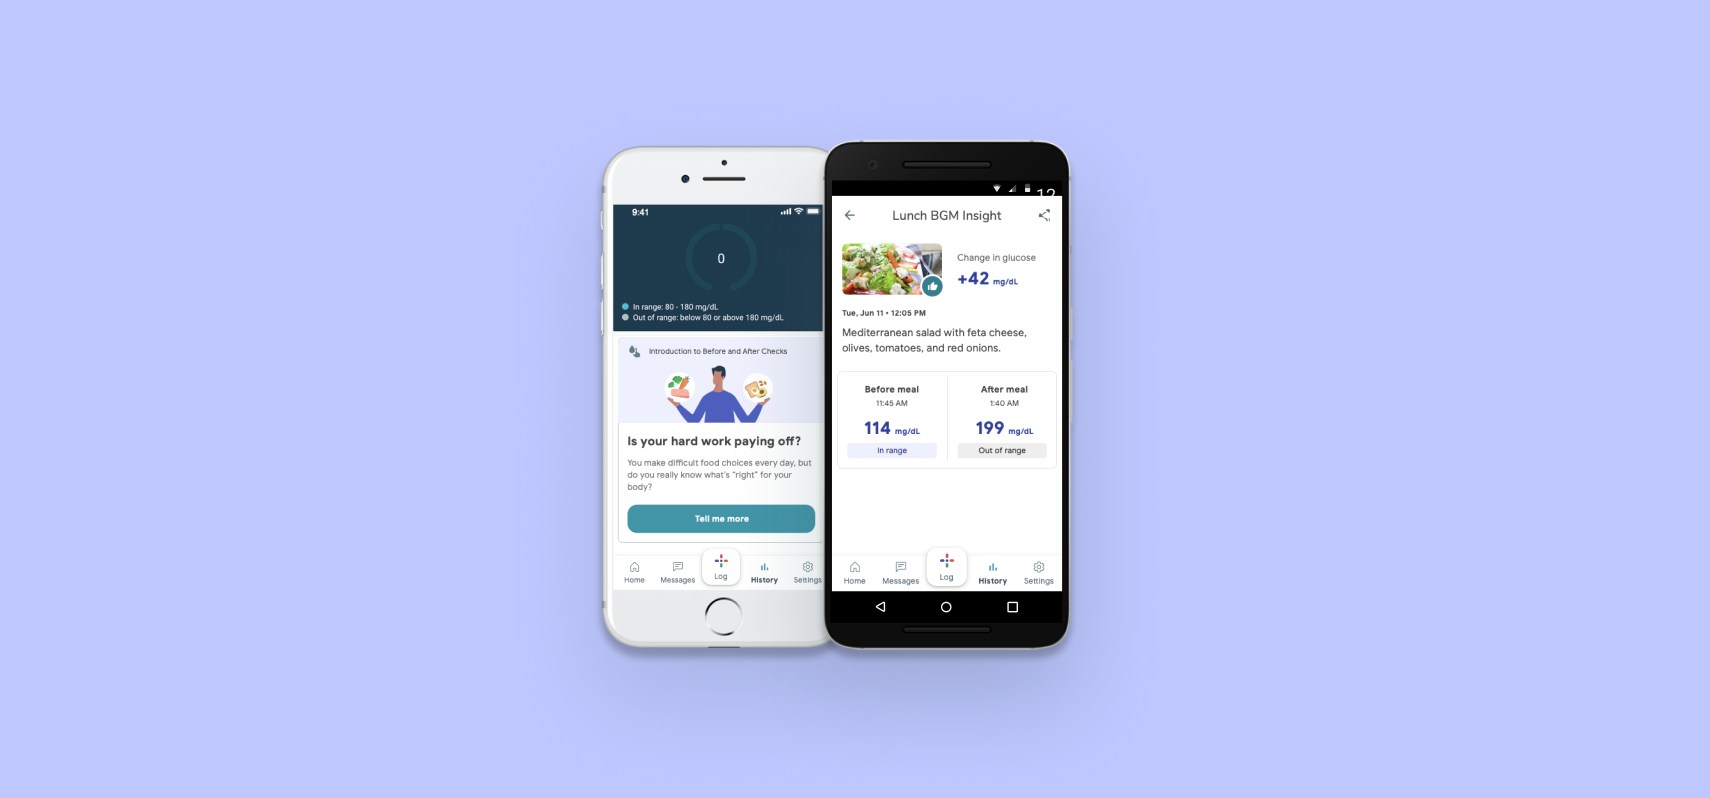 9:41
0
In range: 80 - 180 mg/dL
Out of range: below 80 or above 180 mg/dL
Introduction to Before and After Checks
Is your hard work paying off?
You make difficult food choices every day, but
do you really know what's "right" for your
body?
Tell me more
Home
Messages
Log
History
Settings
12
Lunch BGM Insight
Change in glucose
+42 mg/dL
Tue, Jun 11 • 12:05 PM
Mediterranean salad with feta cheese,
olives, tomatoes, and red onions.
Before meal
11:45 AM
114 mg/dL
In range
After meal
1:40 AM
199 mg/dL
Out of range
Home
Messages
Log
History
Settings